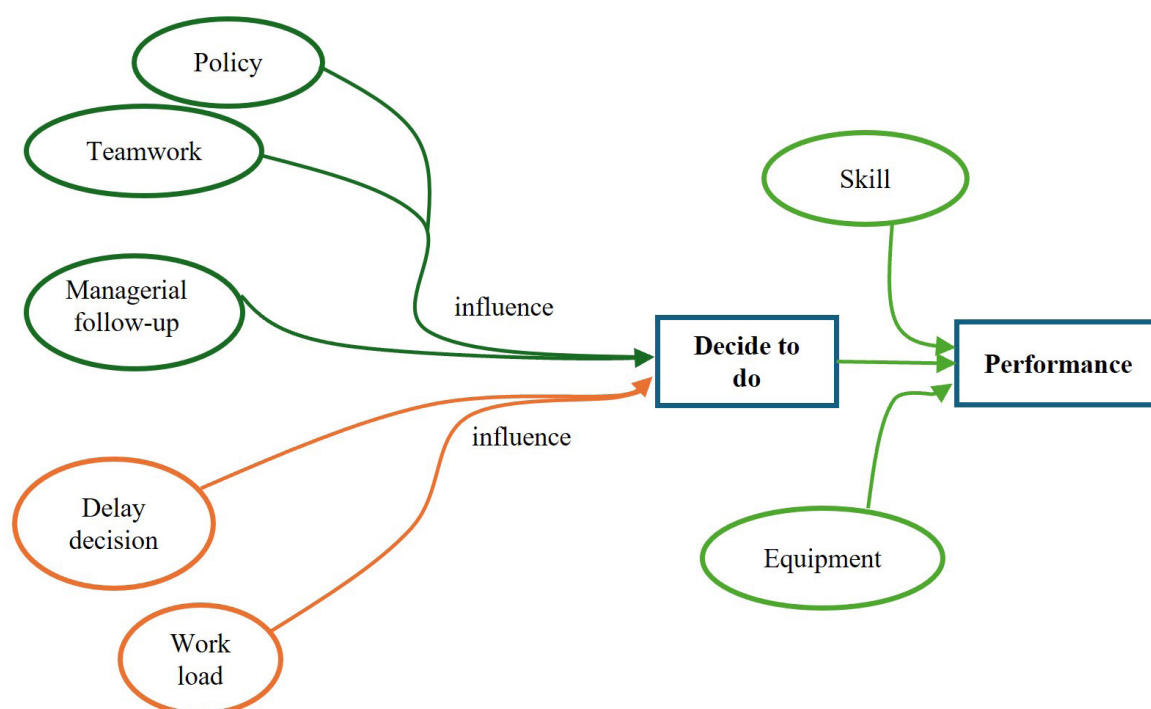 Policy
Teamwork
Skill
Managerial
follow-up
influence
Decide to
do
Performance
influence
Delay
decision
Equipment
Work
load